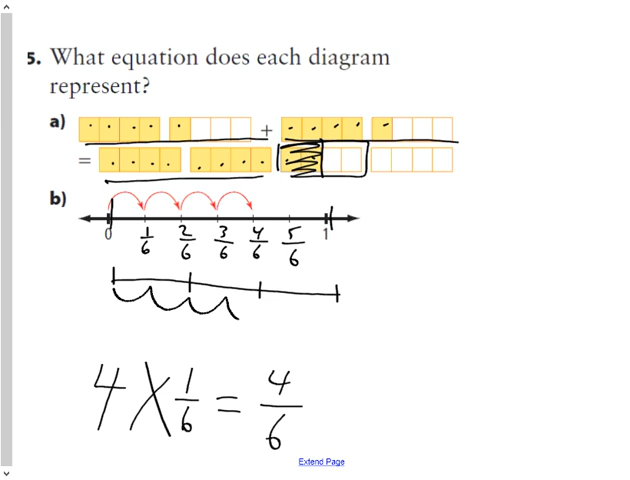 5. What equation does each diagram
represent?
a)
+
=
b)
0 1/6 2/6 3/6 4/6 5/6 1
4 × 1/6 = 4/6
Extend Page